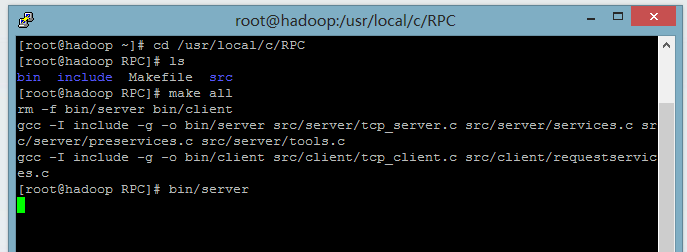 root@hadoop:/usr/local/c/RPC
[root@hadoop ~]# cd /usr/local/c/RPC
[root@hadoop RPC]# ls
bin  include  Makefile  src
[root@hadoop RPC]# make all
rm -f bin/server bin/client
gcc -I include -g -o bin/server src/server/tcp_server.c src/server/services.c sr
c/server/preservices.c src/server/tools.c
gcc -I include -g -o bin/client src/client/tcp_client.c src/client/requestservic
es.c
[root@hadoop RPC]# bin/server